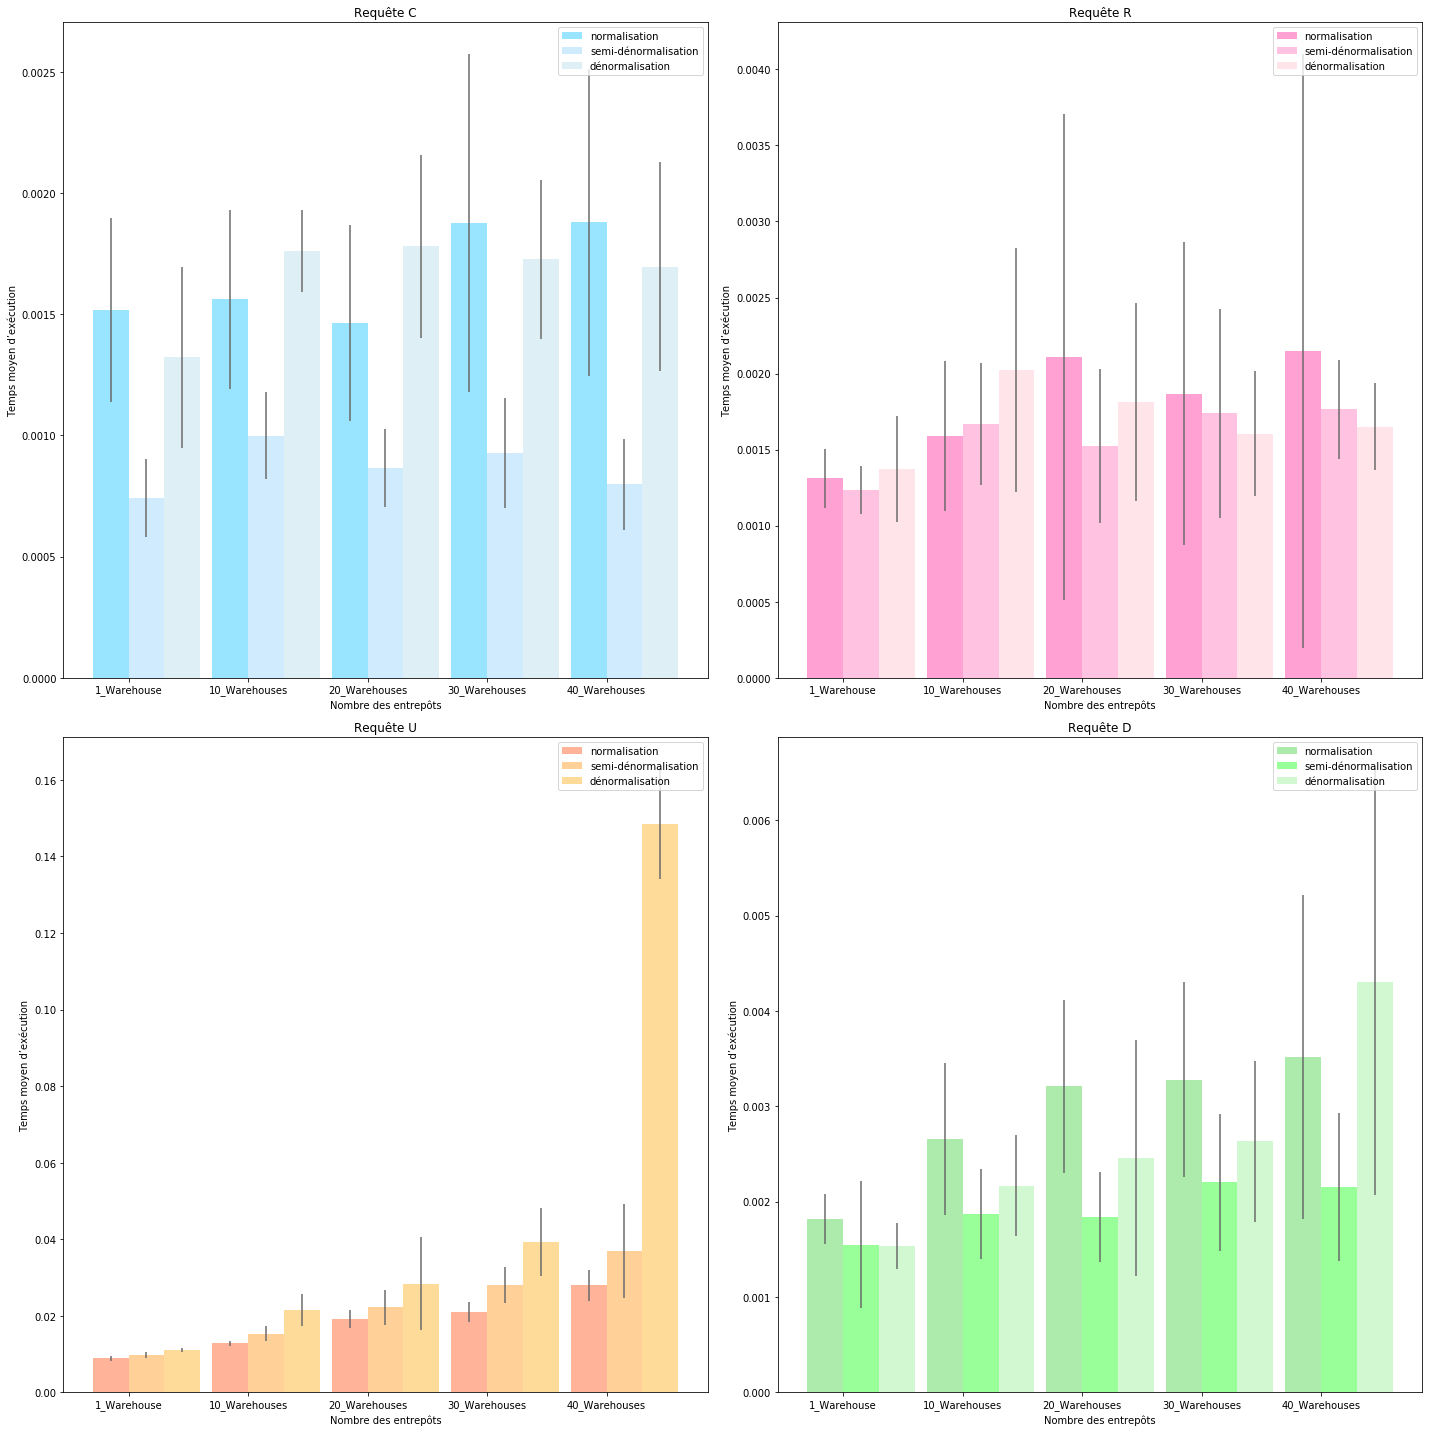 Requête C
normalisation
semi-dénormalisation
dénormalisation
0.0025
0.0020
0.0015
0.0010
0.0005
0.0000
Temps moyen d'exécution
1_Warehouse
10_Warehouses
20_Warehouses
30_Warehouses
40_Warehouses
Nombre des entrepôts
Requête R
normalisation
semi-dénormalisation
dénormalisation
0.0040
0.0035
0.0030
0.0025
0.0020
0.0015
0.0010
0.0005
0.0000
Temps moyen d'exécution
1_Warehouse
10_Warehouses
20_Warehouses
30_Warehouses
40_Warehouses
Nombre des entrepôts
Requête U
normalisation
semi-dénormalisation
dénormalisation
0.16
0.14
0.12
0.10
0.08
0.06
0.04
0.02
0.00
Temps moyen d'exécution
1_Warehouse
10_Warehouses
20_Warehouses
30_Warehouses
40_Warehouses
Nombre des entrepôts
Requête D
normalisation
semi-dénormalisation
dénormalisation
0.006
0.005
0.004
0.003
0.002
0.001
0.000
Temps moyen d'exécution
1_Warehouse
10_Warehouses
20_Warehouses
30_Warehouses
40_Warehouses
Nombre des entrepôts